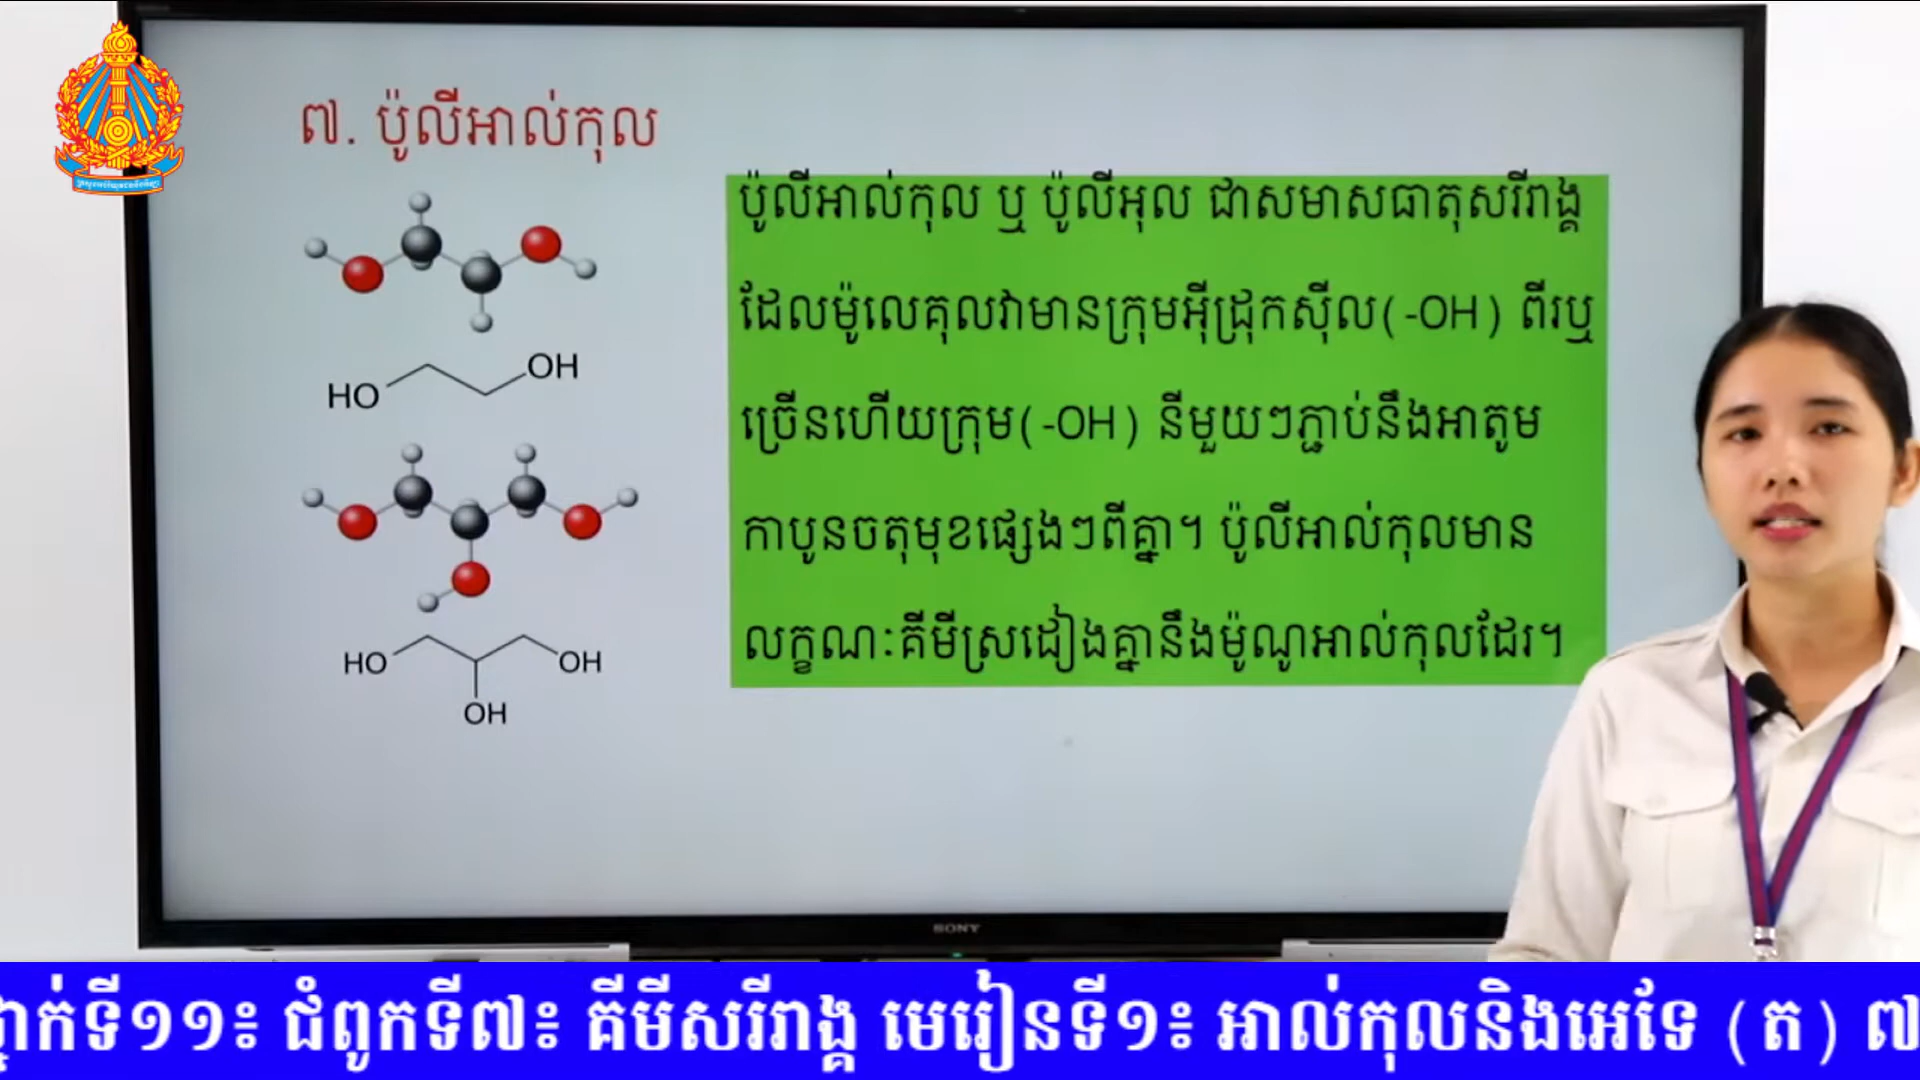 ៧. ប៉ូលីអាល់កុល
ប៉ូលីអាល់កុល ឬ ប៉ូលីអុល ជាសមាសធាតុសរីរាង្គ
ដែលម៉ូលេគុលវាមានក្រុមអ៊ីដ្រុកស៊ីល(-OH) ពីរឬ
ច្រើនហើយក្រុម(-OH) នីមួយៗភ្ជាប់នឹងអាតូម
កាបូនចតុមុខផ្សេងៗពីគ្នា។ ប៉ូលីអាល់កុលមាន
លក្ខណៈគីមីស្រដៀងគ្នានឹងម៉ូណូអាល់កុលដែរ។
HO OH
HO OH
OH
SONY
ថ្នាក់ទី១១៖ ជំពូកទី៧៖ គីមីសរីរាង្គ មេរៀនទី១៖ អាល់កុលនិងអេទែ (ត) ៧